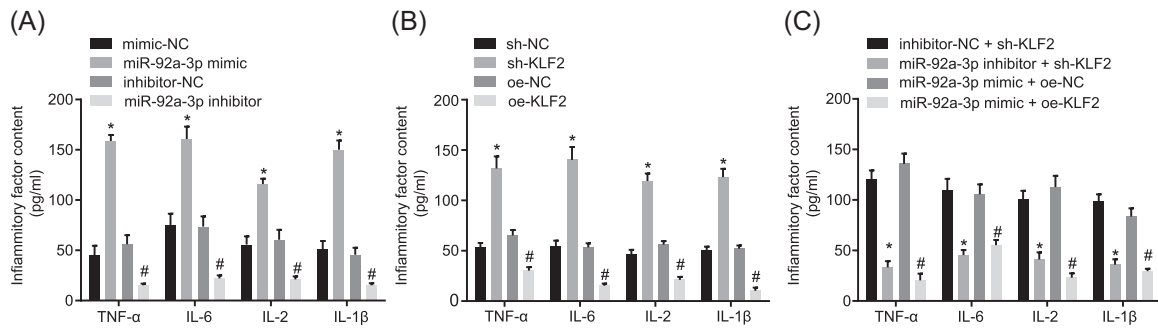 (A)
mimic-NC
miR-92a-3p mimic
inhibitor-NC
miR-92a-3p inhibitor
Infiammitory factor content
(pg/ml)
200
150
100
50
0
* * * *
# # # #
TNF-α IL-6 IL-2 IL-1β
(B)
sh-NC
sh-KLF2
oe-NC
oe-KLF2
Infiammitory factor content
(pg/ml)
200
150
100
50
0
* * * *
# # # #
TNF-α IL-6 IL-2 IL-1β
(C)
inhibitor-NC + sh-KLF2
miR-92a-3p inhibitor + sh-KLF2
miR-92a-3p mimic + oe-NC
miR-92a-3p mimic + oe-KLF2
Infiammitory factor content
(pg/ml)
200
150
100
50
0
* * * *
# # # #
TNF-α IL-6 IL-2 IL-1β